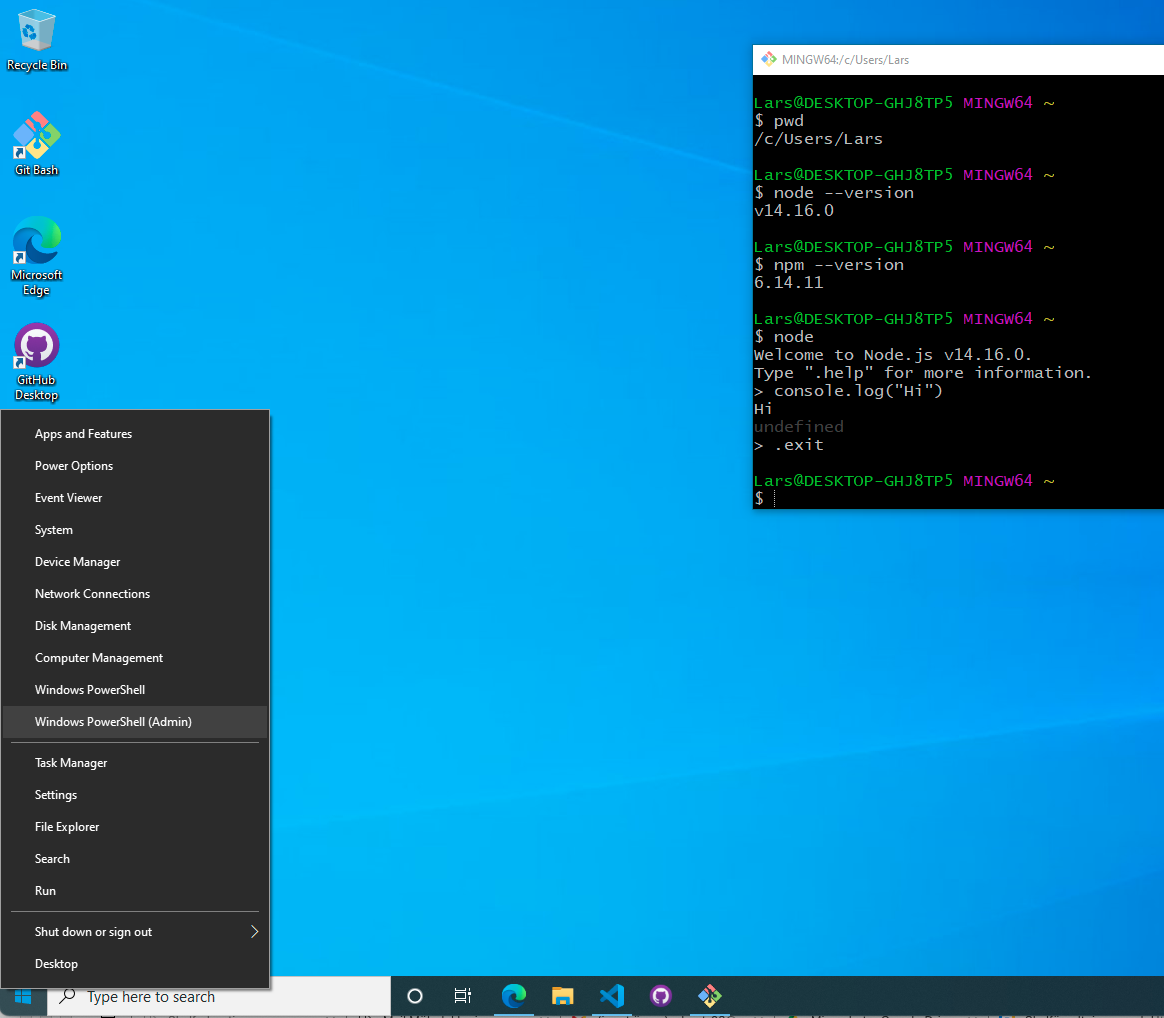 Recycle Bin
Git Bash
Microsoft
Edge
GitHub
Desktop
MINGW64:/c/Users/Lars
Lars@DESKTOP-GHJ8TP5 MINGW64 ~
$ pwd
/c/Users/Lars
Lars@DESKTOP-GHJ8TP5 MINGW64 ~
$ node --version
v14.16.0
Lars@DESKTOP-GHJ8TP5 MINGW64 ~
$ npm --version
6.14.11
Lars@DESKTOP-GHJ8TP5 MINGW64 ~
$ node
Welcome to Node.js v14.16.0.
Type ".help" for more information.
> console.log("Hi")
Hi
undefined
> .exit
Lars@DESKTOP-GHJ8TP5 MINGW64 ~
$
Apps and Features
Power Options
Event Viewer
System
Device Manager
Network Connections
Disk Management
Computer Management
Windows PowerShell
Windows PowerShell (Admin)
Task Manager
Settings
File Explorer
Search
Run
Shut down or sign out
Desktop
Type here to search